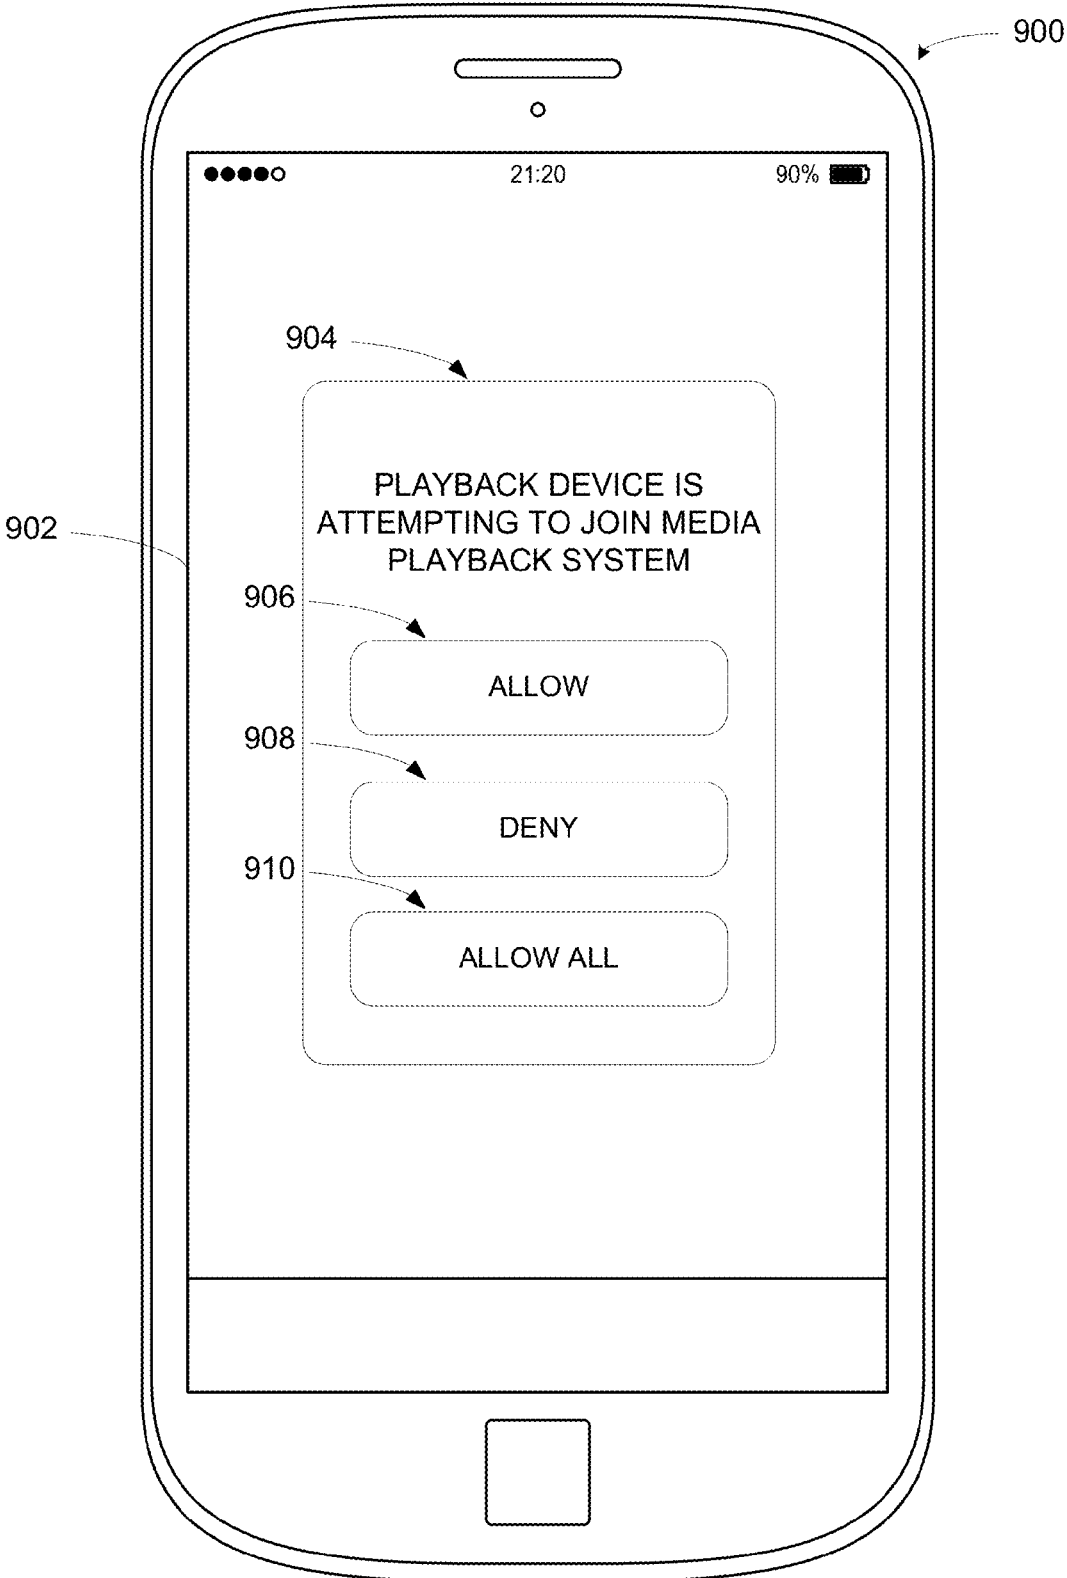 900
21:20
90%
904
PLAYBACK DEVICE IS
ATTEMPTING TO JOIN MEDIA
PLAYBACK SYSTEM
902
906
ALLOW
908
DENY
910
ALLOW ALL